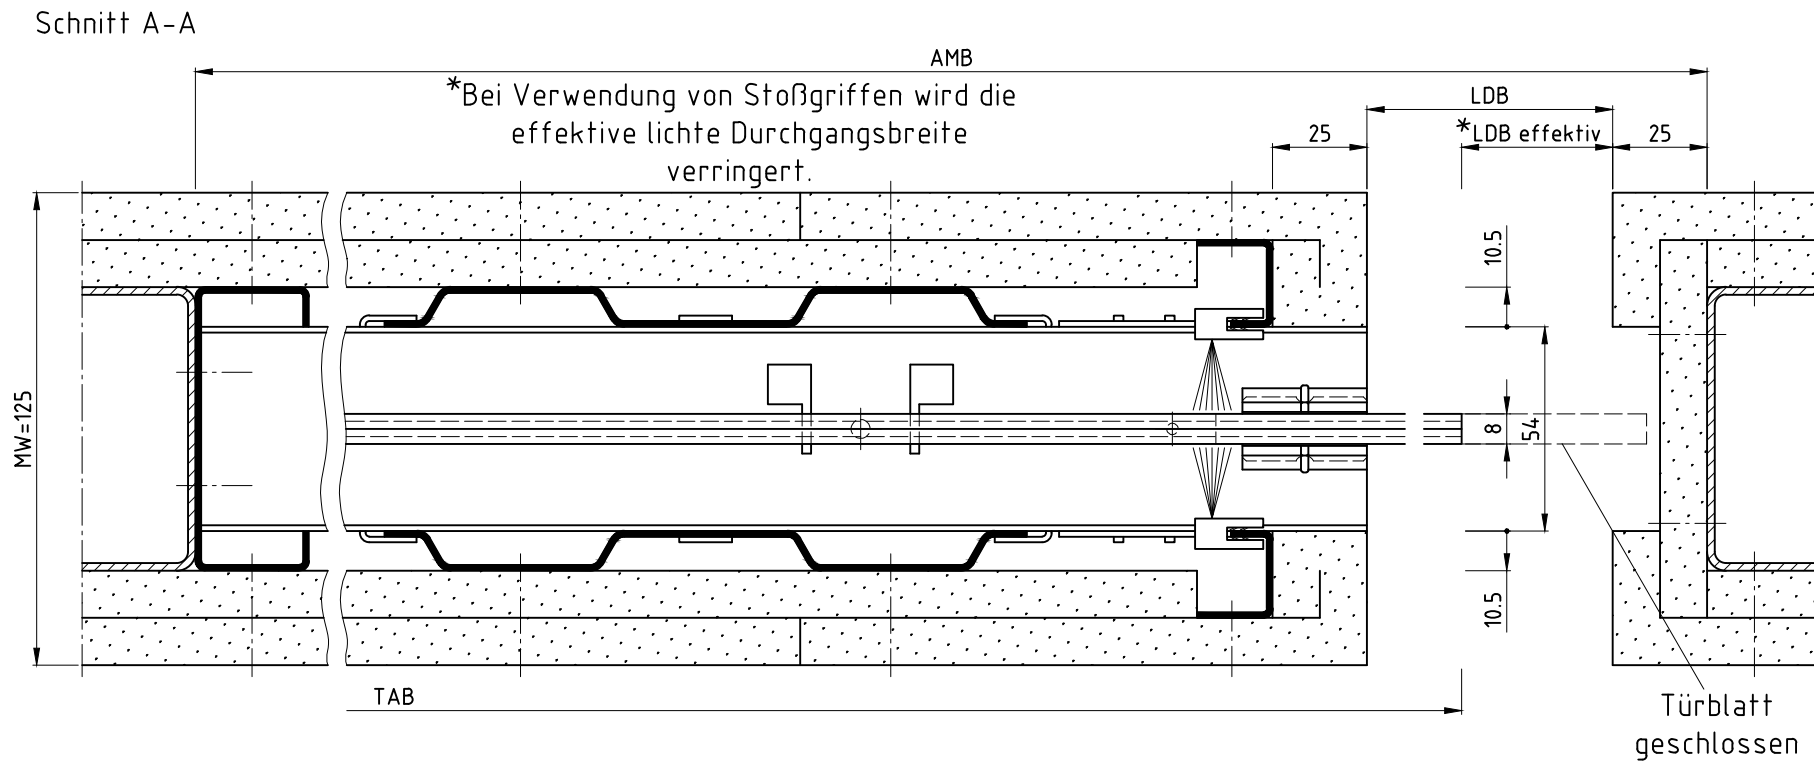 Schnitt A-A
AMB
*Bei Verwendung von Stoßgriffen wird die
effektive lichte Durchgangsbreite
verringert.
LDB
25
*LDB effektiv
25
10.5
MW=125
8
54
10.5
TAB
Türblatt
geschlossen